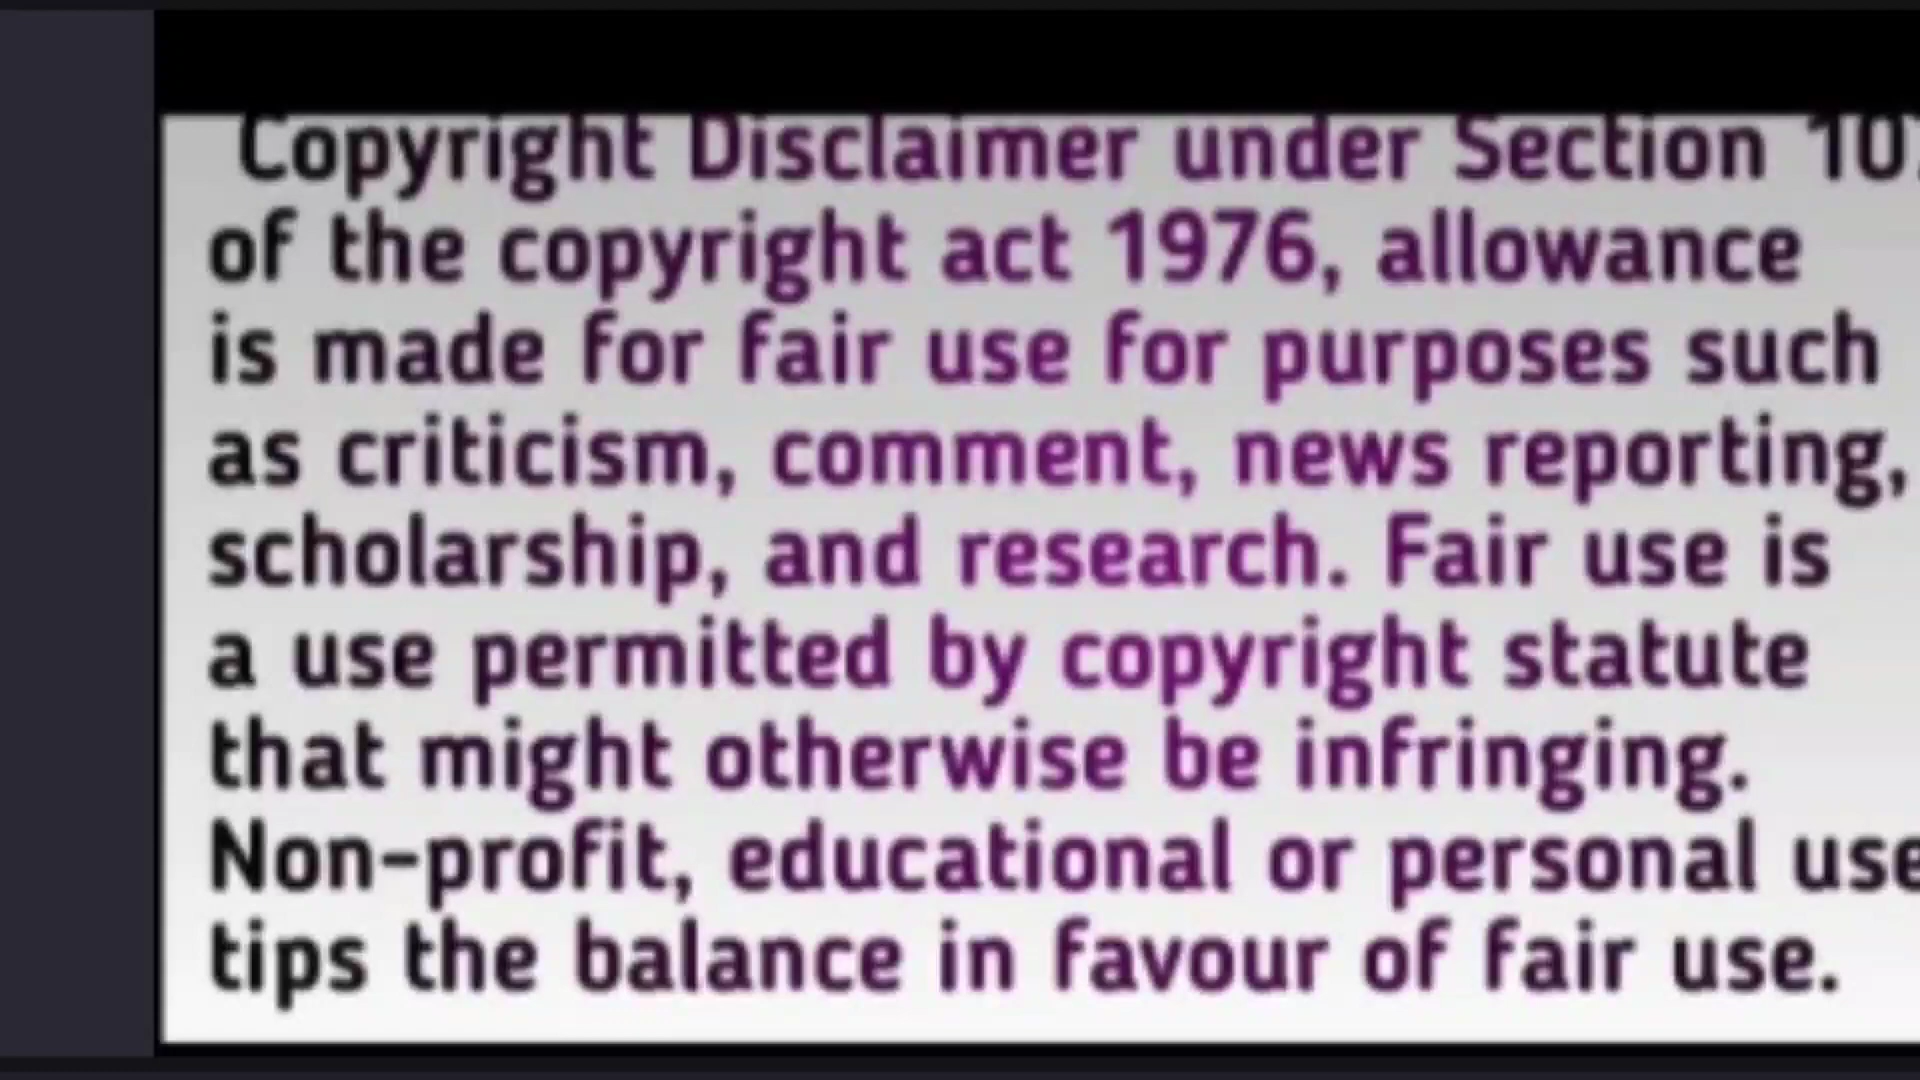 Copyright Disclaimer under Section 107
of the copyright act 1976, allowance
is made for fair use for purposes such
as criticism, comment, news reporting,
scholarship, and research. Fair use is
a use permitted by copyright statute
that might otherwise be infringing.
Non-profit, educational or personal use
tips the balance in favour of fair use.